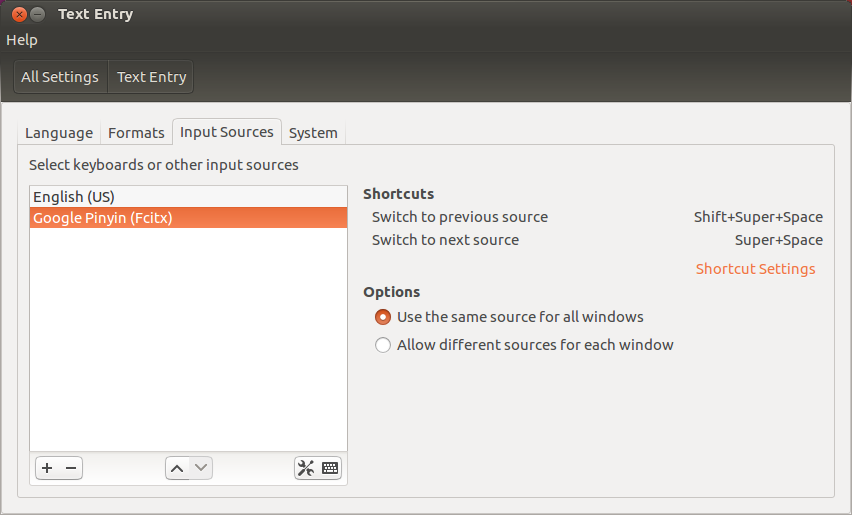 Text Entry
Help
All Settings Text Entry
Language Formats Input Sources System
Select keyboards or other input sources
English (US)
Google Pinyin (Fcitx)
Shortcuts
Switch to previous source Shift+Super+Space
Switch to next source Super+Space
Shortcut Settings
Options
Use the same source for all windows
Allow different sources for each window